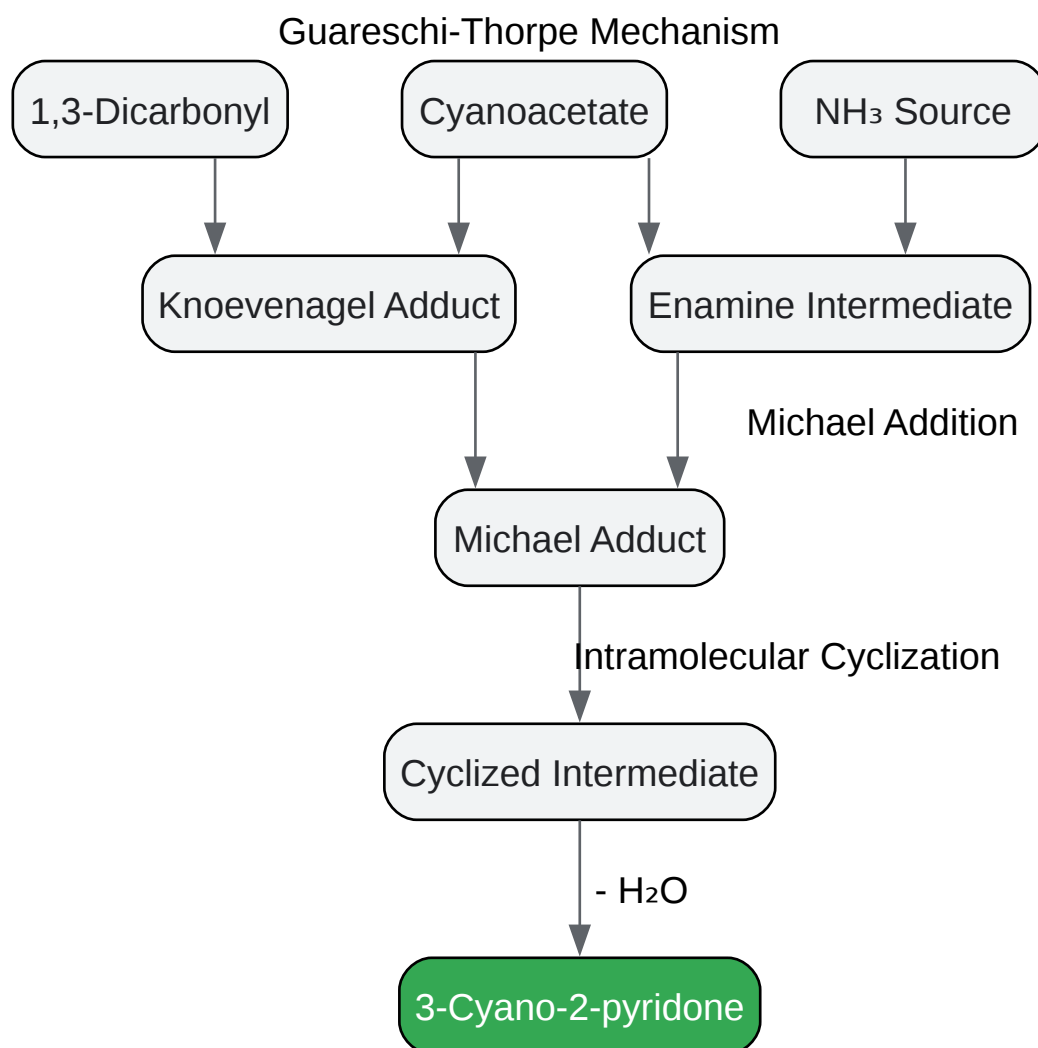 Guareschi-Thorpe Mechanism
1,3-Dicarbonyl
Cyanoacetate
NH₃ Source
Knoevenagel Adduct
Enamine Intermediate
Michael Addition
Michael Adduct
Intramolecular Cyclization
Cyclized Intermediate
- H₂O
3-Cyano-2-pyridone